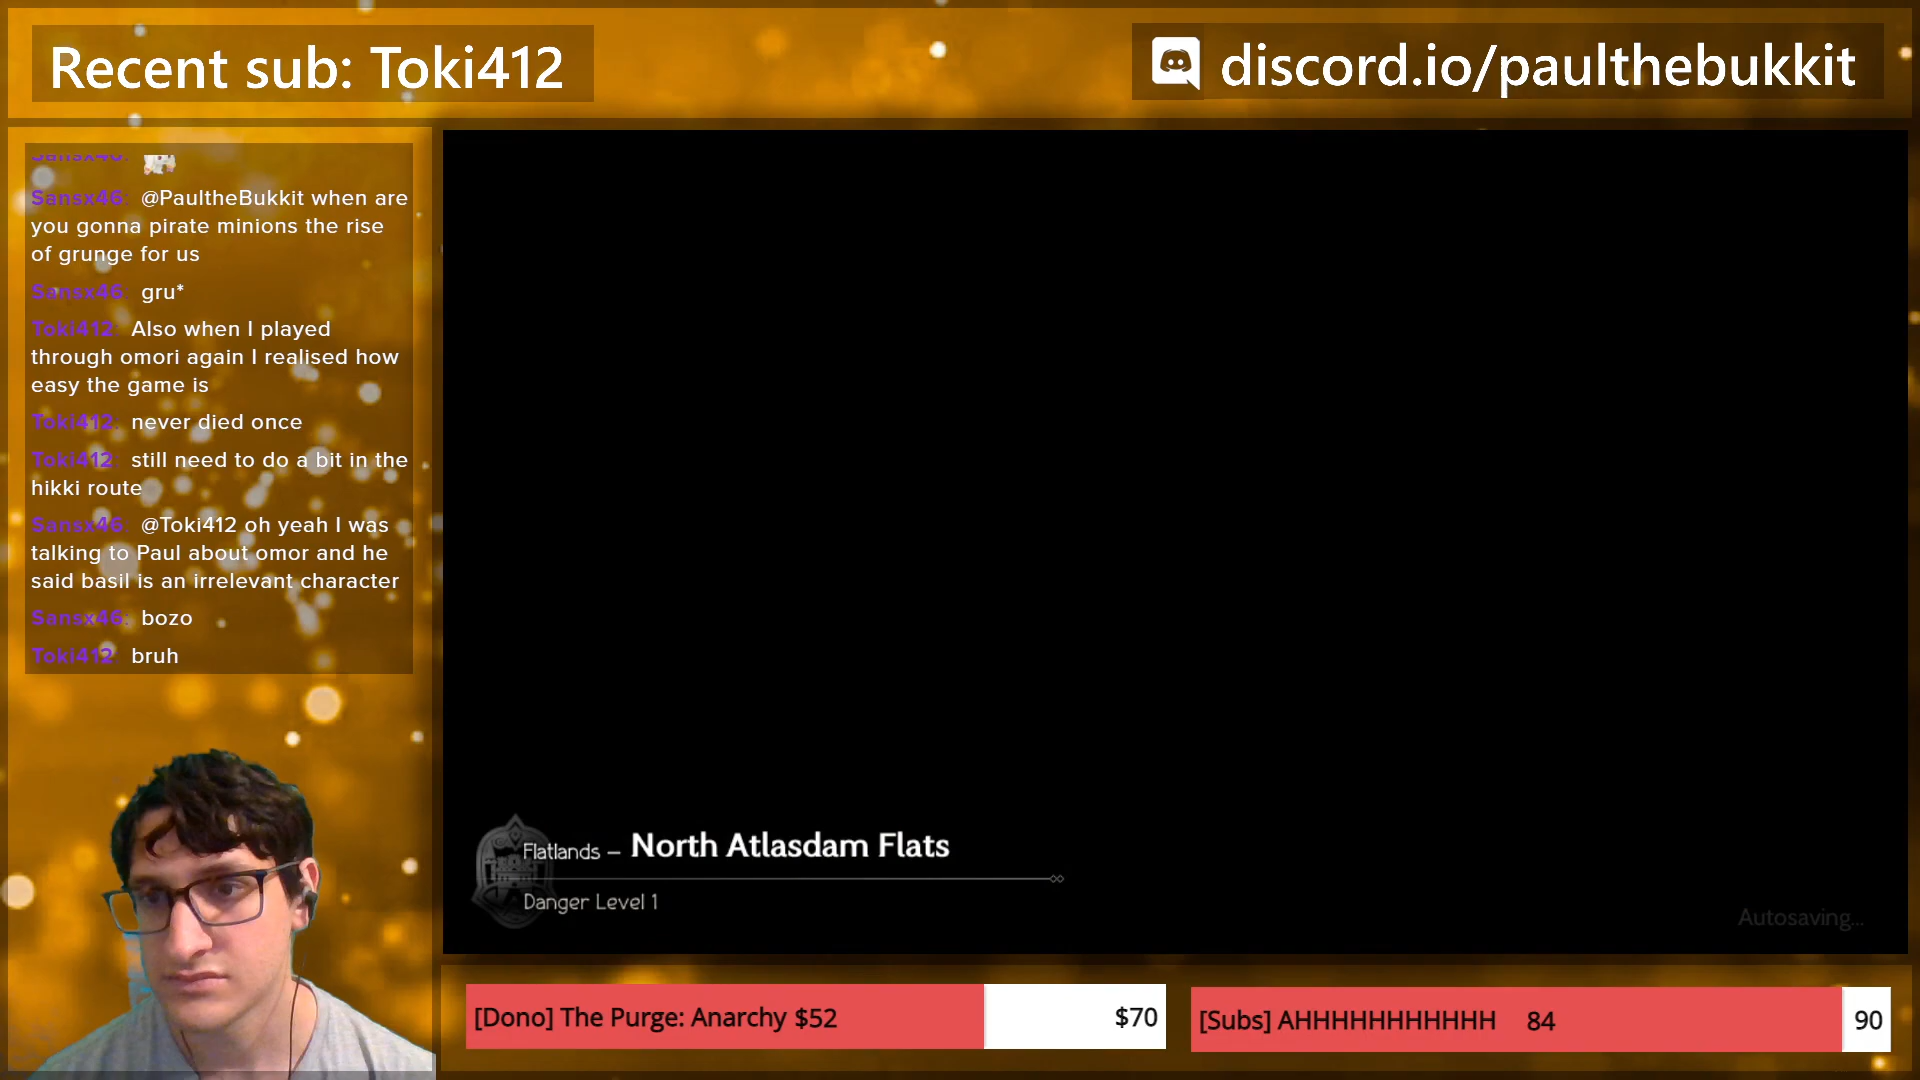 Recent sub: Toki412
discord.io/paulthebukkit
Sansx46:
Sansx46: @PaultheBukkit when are
you gonna pirate minions the rise
of grunge for us
Sansx46: gru*
Toki412: Also when I played
through omori again I realised how
easy the game is
Toki412: never died once
Toki412: still need to do a bit in the
hikki route
Sansx46: @Toki412 oh yeah I was
talking to Paul about omor and he
said basil is an irrelevant character
Sansx46: bozo
Toki412: bruh
Flatlands – North Atlasdam Flats
Danger Level 1
Autosaving...
[Dono] The Purge: Anarchy $52 $70
[Subs] AHHHHHHHHHHH 84 90